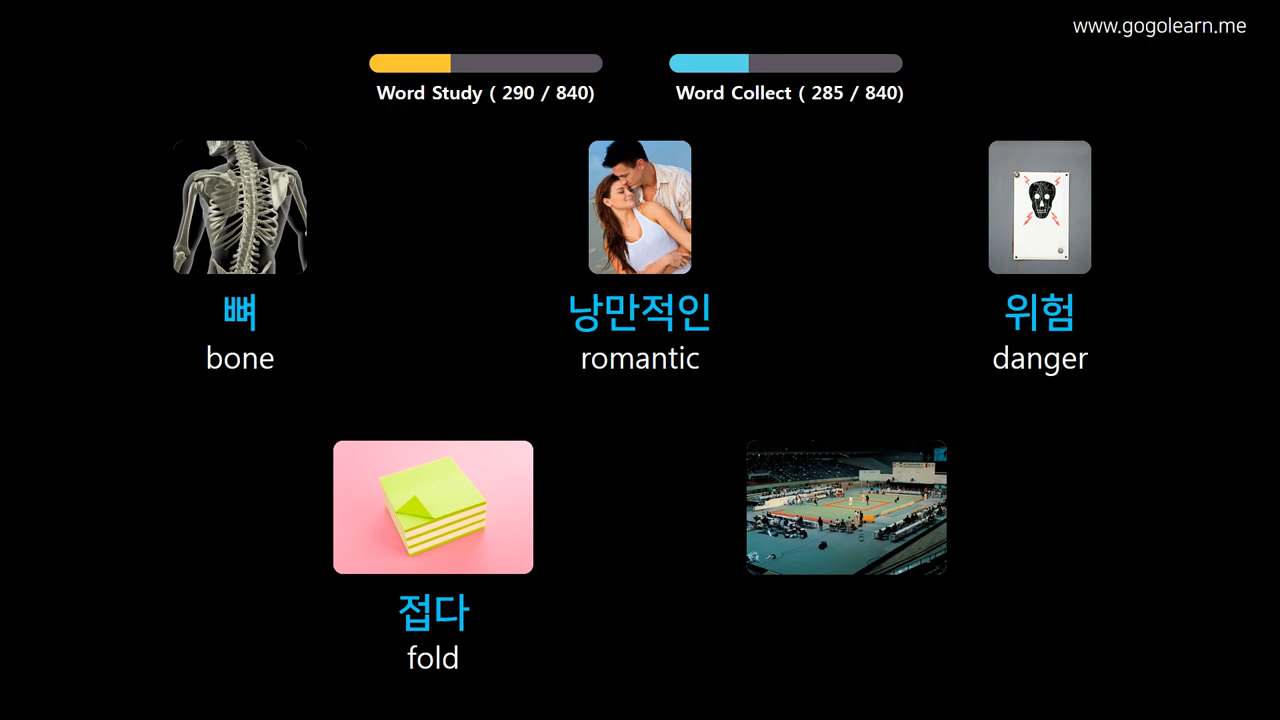 www.gogolearn.me
Word Study ( 290 / 840)
Word Collect ( 285 / 840)
뼈
bone
낭만적인
romantic
위험
danger
접다
fold